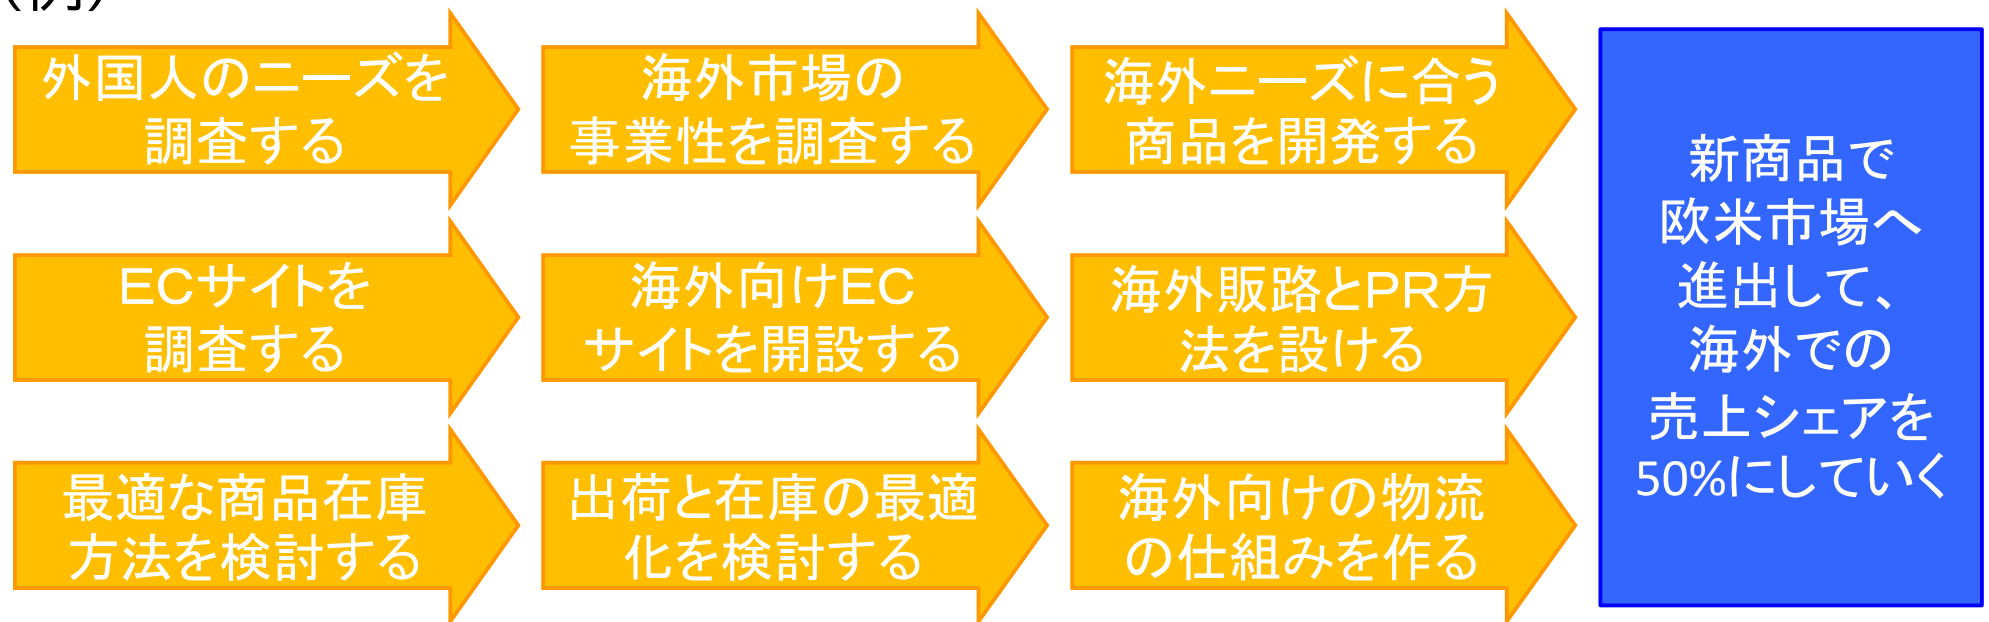 (例)
外国人のニーズを
調査する
海外市場の
事業性を調査する
海外ニーズに合う
商品を開発する
ECサイトを
調査する
海外向けEC
サイトを開設する
海外販路とPR方
法を設ける
最適な商品在庫
方法を検討する
出荷と在庫の最適
化を検討する
海外向けの物流
の仕組みを作る
新商品で
欧米市場へ
進出して、
海外での
売上シェアを
50%にしていく